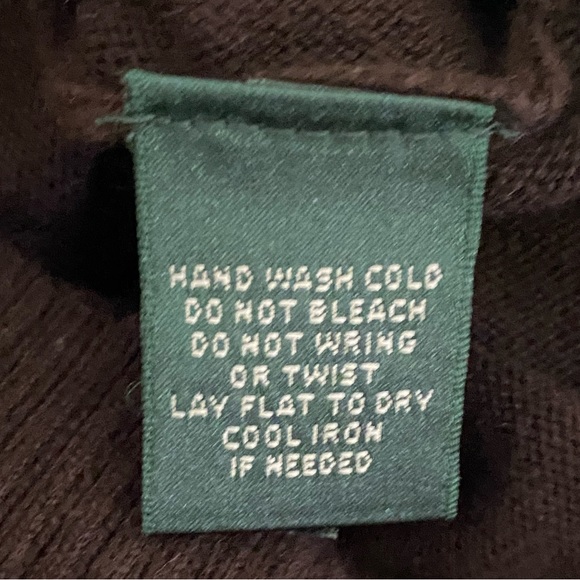 HAND WASH COLD
DO NOT BLEACH
DO NOT WRING
OR TWIST
LAY FLAT TO DRY
COOL IRON
IF NEEDED